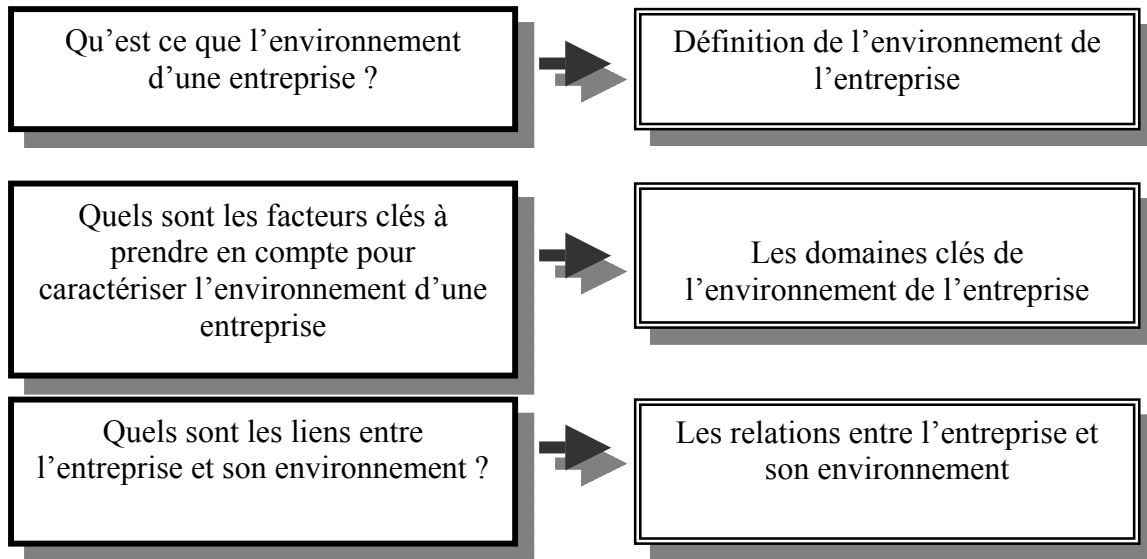 Qu’est ce que l’environnement
d’une entreprise ?
Définition de l’environnement de
l’entreprise
Quels sont les facteurs clés à
prendre en compte pour
caractériser l’environnement d’une
entreprise
Les domaines clés de
l’environnement de l’entreprise
Quels sont les liens entre
l’entreprise et son environnement ?
Les relations entre l’entreprise et
son environnement